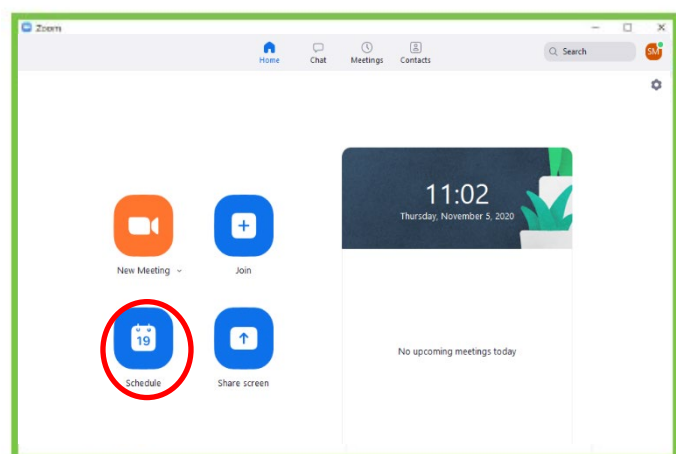 Zoom
Home Chat Meetings Contacts
Search
SM
11:02
Thursday, November 5, 2020
New Meeting
Join
19
Schedule
Share screen
No upcoming meetings today